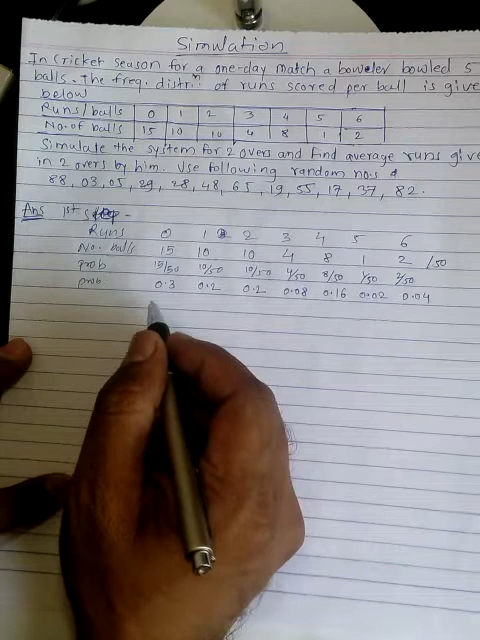 Simulation
In Cricket season for a one-day match a bowler bowled 5
balls. The freq. distrn of runs scored per ball is give
below
Runs/balls 0 1 2 3 4 5 6
No. of balls 15 10 10 4 8 1 2
Simulate the system for 2 overs and find average runs give
in 2 overs by him. Use following random nos.
88, 03, 05, 29, 28, 48, 65, 19, 55, 17, 37, 82.
Ans 1st step -
Runs 0 1 2 3 4 5 6
No. balls 15 10 10 4 8 1 2 /50
prob 15/50 10/50 10/50 4/50 8/50 1/50 2/50
prob 0.3 0.2 0.2 0.08 0.16 0.02 0.04